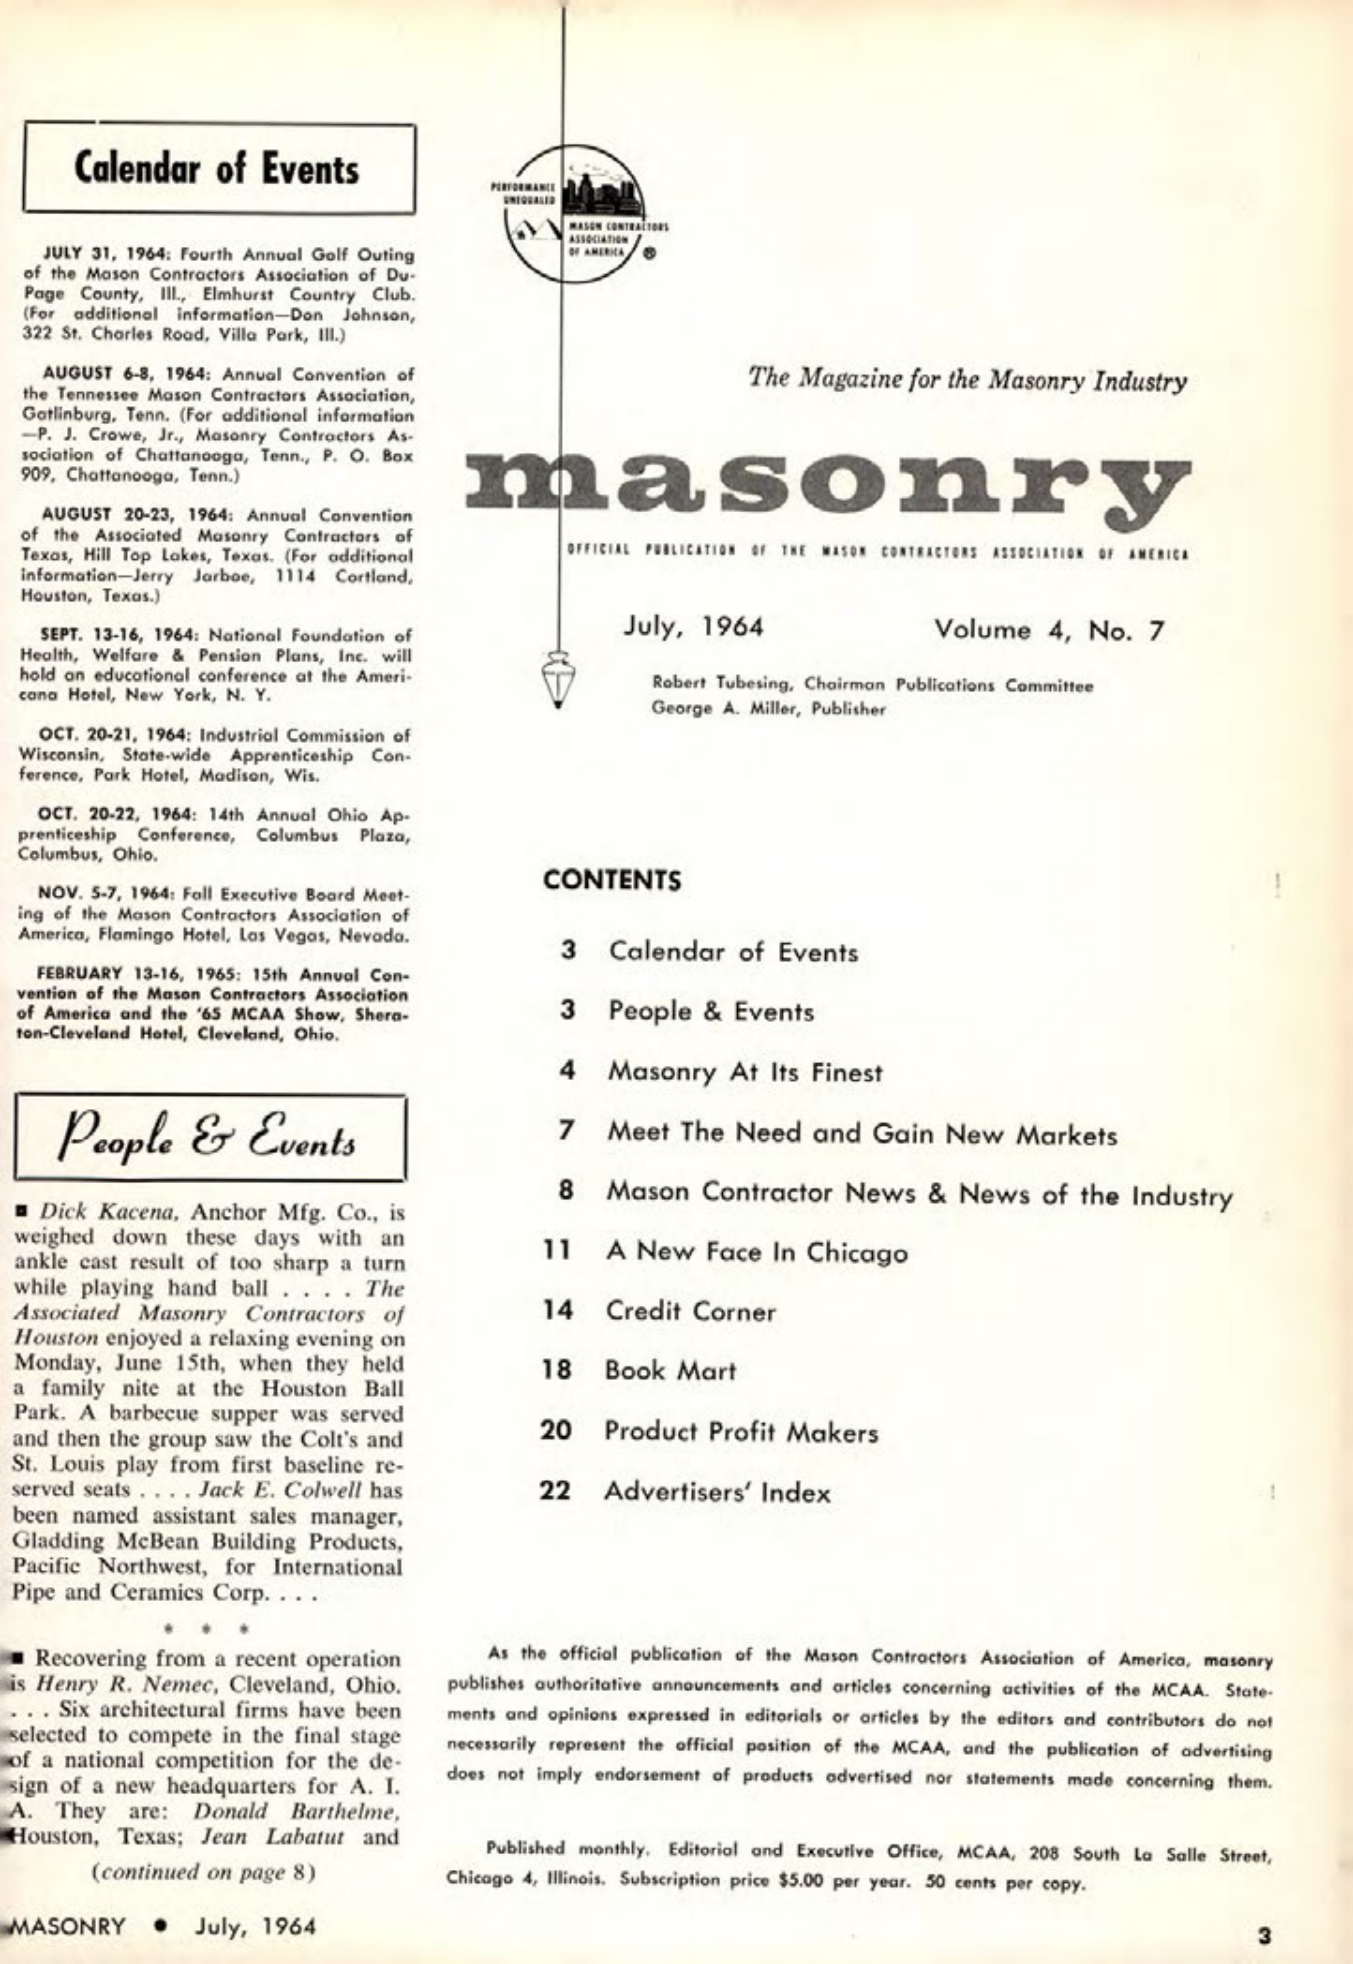 Calendar of Events
JULY 31, 1964: Fourth Annual Golf Outing
of the Mason Contractors Association of Du-
Page County, Ill., Elmhurst Country Club.
(For additional information—Don Johnson,
322 St. Charles Road, Villa Park, Ill.)
AUGUST 6-8, 1964: Annual Convention of
the Tennessee Mason Contractors Association,
Gatlinburg, Tenn. (For additional information
—P. J. Crowe, Jr., Masonry Contractors As-
sociation of Chattanooga, Tenn., P. O. Box
909, Chattanooga, Tenn.)
AUGUST 20-23, 1964: Annual Convention
of the Associated Masonry Contractors of
Texas, Hill Top Lakes, Texas. (For additional
information—Jerry Jarboe, 1114 Cortland,
Houston, Texas.)
SEPT. 13-16, 1964: National Foundation of
Health, Welfare & Pension Plans, Inc. will
hold an educational conference at the Ameri-
cana Hotel, New York, N. Y.
OCT. 20-21, 1964: Industrial Commission of
Wisconsin, State-wide Apprenticeship Con-
ference, Park Hotel, Madison, Wis.
OCT. 20-22, 1964: 14th Annual Ohio Ap-
prenticeship Conference, Columbus Plaza,
Columbus, Ohio.
NOV. 5-7, 1964: Fall Executive Board Meet-
ing of the Mason Contractors Association of
America, Flamingo Hotel, Las Vegas, Nevada.
FEBRUARY 13-16, 1965: 15th Annual Con-
vention of the Mason Contractors Association
of America and the '65 MCAA Show, Shera-
ton-Cleveland Hotel, Cleveland, Ohio.
People & Events
■ Dick Kacena, Anchor Mfg. Co., is
weighed down these days with an
ankle cast result of too sharp a turn
while playing hand ball . . . . The
Associated Masonry Contractors of
Houston enjoyed a relaxing evening on
Monday, June 15th, when they held
a family nite at the Houston Ball
Park. A barbecue supper was served
and then the group saw the Colt's and
St. Louis play from first baseline re-
served seats . . . . Jack E. Colwell has
been named assistant sales manager,
Gladding McBean Building Products,
Pacific Northwest, for International
Pipe and Ceramics Corp. . . .
* * *
■ Recovering from a recent operation
is Henry R. Nemec, Cleveland, Ohio.
. . . Six architectural firms have been
selected to compete in the final stage
of a national competition for the de-
sign of a new headquarters for A. I.
A. They are: Donald Barthelme,
Houston, Texas; Jean Labatut and
(continued on page 8)
PERFORMANCE
UNEQUALED
MASON CONTRACTORS
ASSOCIATION
OF AMERICA ®
The Magazine for the Masonry Industry
masonry
OFFICIAL PUBLICATION OF THE MASON CONTRACTORS ASSOCIATION OF AMERICA
July, 1964 Volume 4, No. 7
Robert Tubesing, Chairman Publications Committee
George A. Miller, Publisher
CONTENTS
3 Calendar of Events
3 People & Events
4 Masonry At Its Finest
7 Meet The Need and Gain New Markets
8 Mason Contractor News & News of the Industry
11 A New Face In Chicago
14 Credit Corner
18 Book Mart
20 Product Profit Makers
22 Advertisers' Index
As the official publication of the Mason Contractors Association of America, masonry
publishes authoritative announcements and articles concerning activities of the MCAA. State-
ments and opinions expressed in editorials or articles by the editors and contributors do not
necessarily represent the official position of the MCAA, and the publication of advertising
does not imply endorsement of products advertised nor statements made concerning them.
Published monthly. Editorial and Executive Office, MCAA, 208 South La Salle Street,
Chicago 4, Illinois. Subscription price $5.00 per year. 50 cents per copy.
MASONRY • July, 1964
3